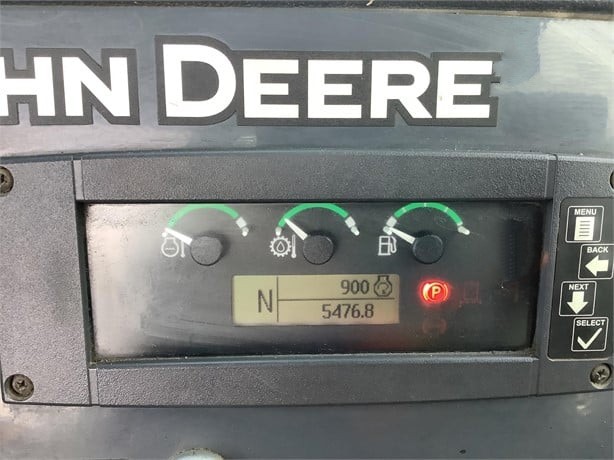 HN DEERE
MENU
BACK
NEXT
SELECT
N
900
5476.8
P